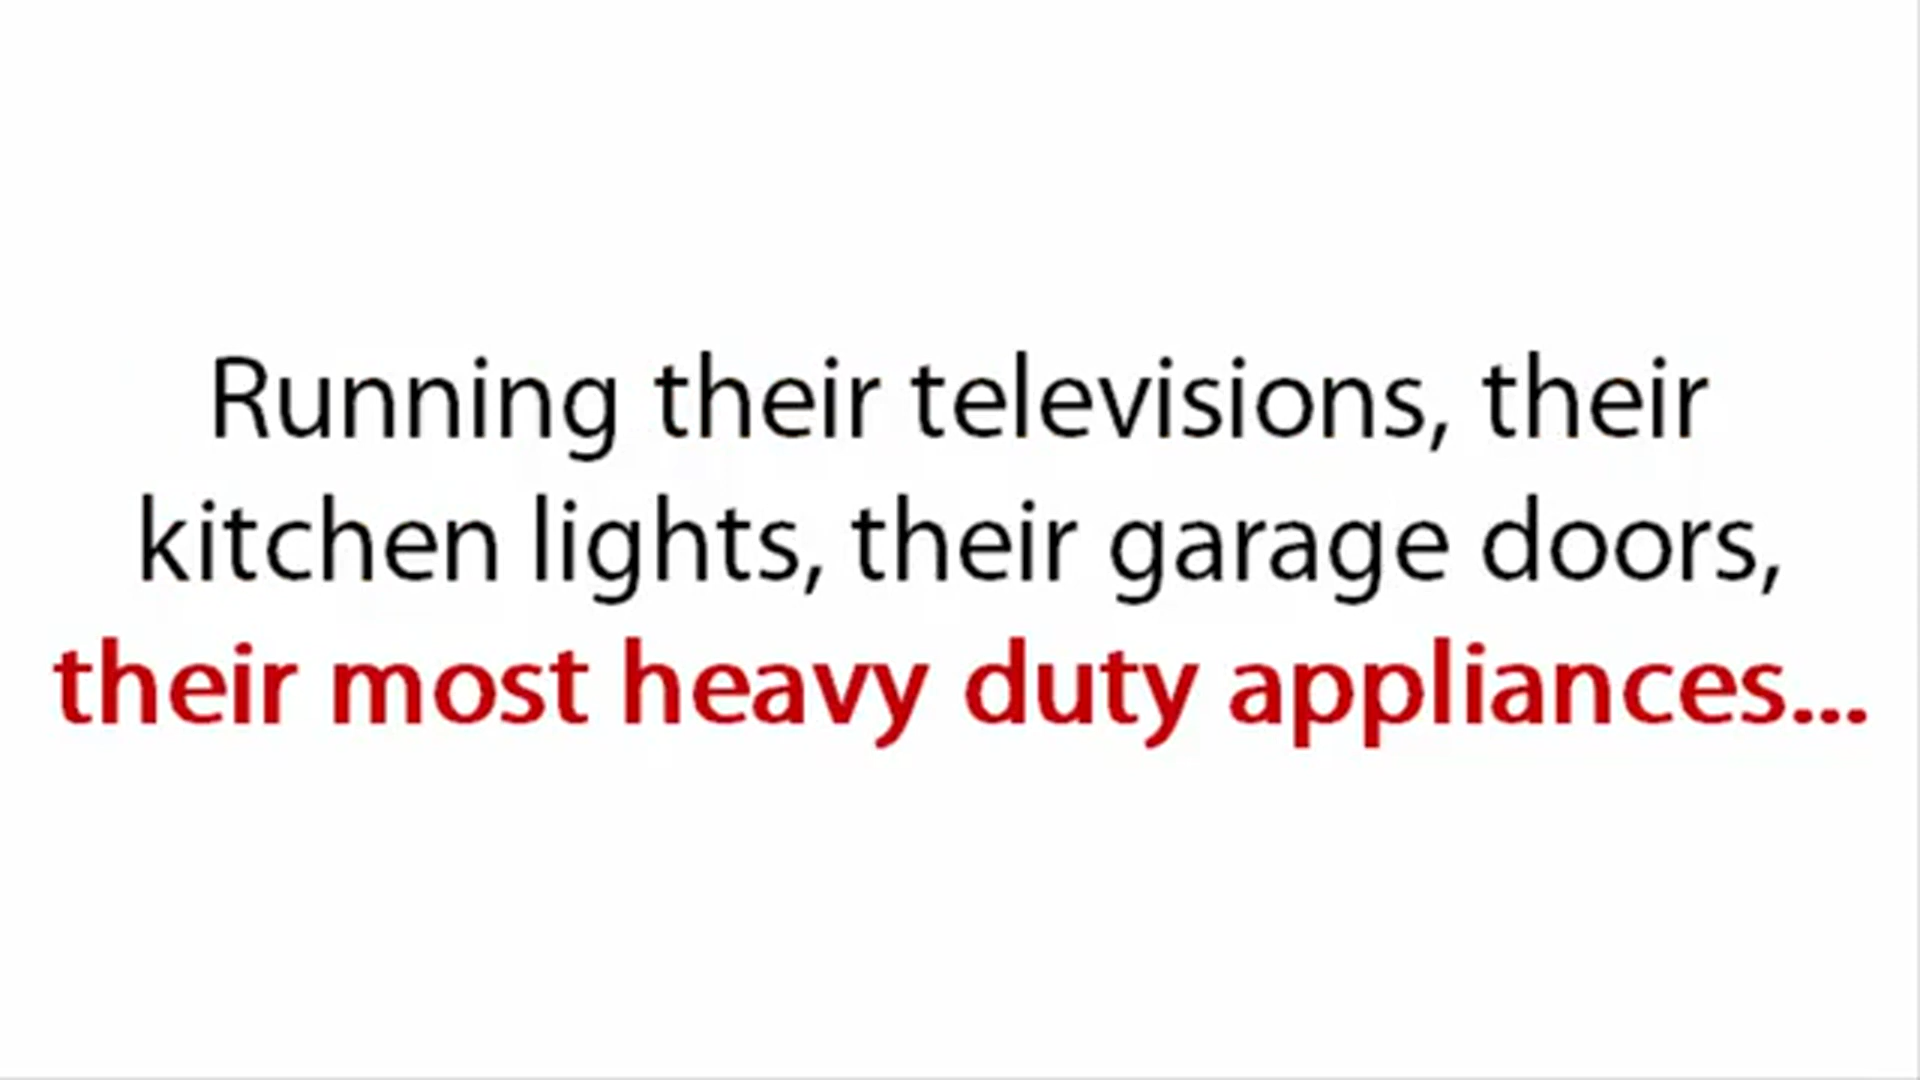 Running their televisions, their
kitchen lights, their garage doors,
their most heavy duty appliances...